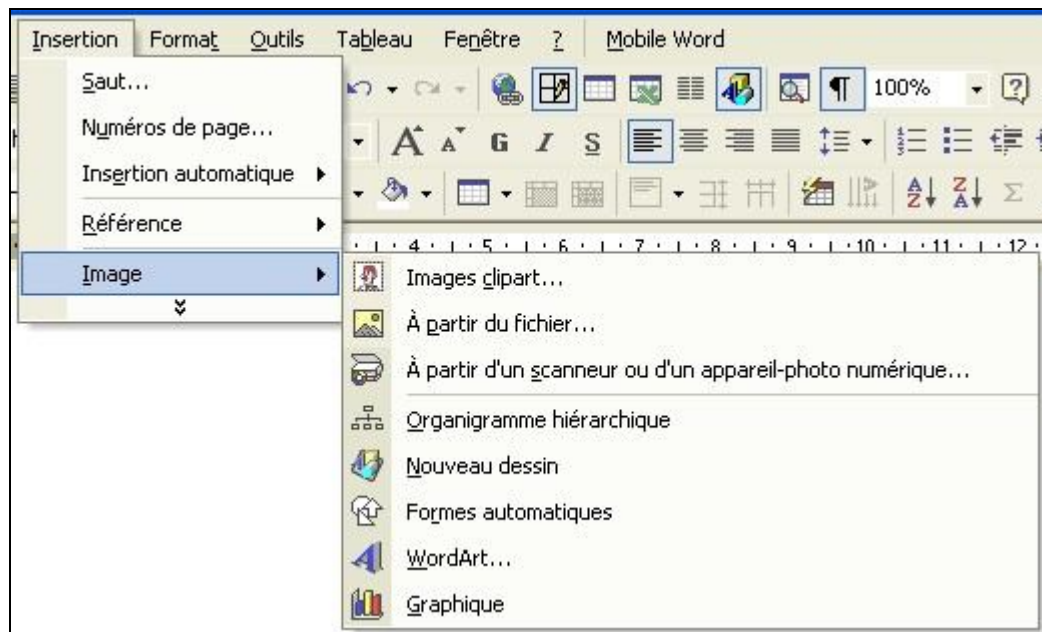 Insertion Format Outils Tableau Fenêtre ? Mobile Word
Saut...
100%
Numéros de page...
G I S
Insertion automatique
Référence
4 5 6 7 8 9 10 11 12
Image
Images clipart...
À partir du fichier...
À partir d'un scanneur ou d'un appareil-photo numérique...
Organigramme hiérarchique
Nouveau dessin
Formes automatiques
WordArt...
Graphique